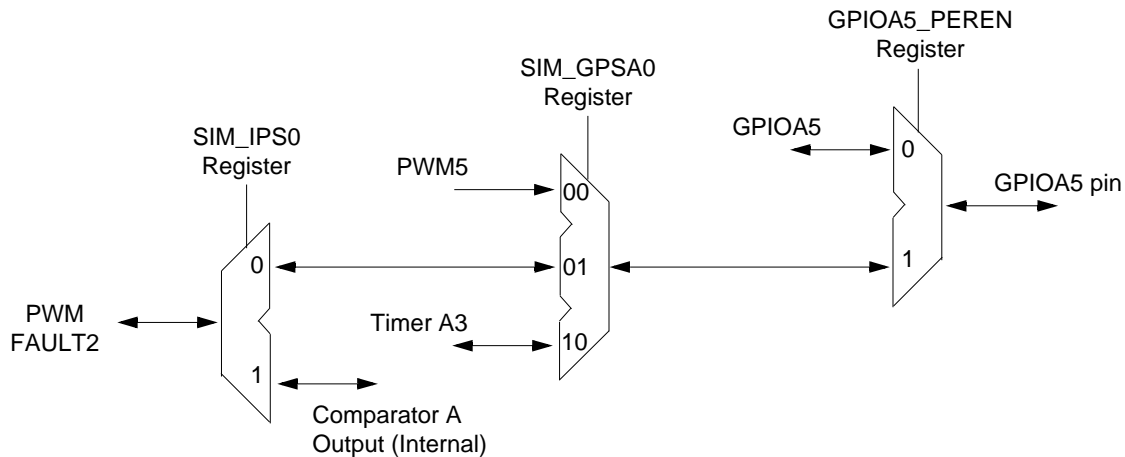 GPIOA5_PEREN
Register
SIM_GPSA0
Register
SIM_IPS0
Register
GPIOA5
0
PWM5
00
GPIOA5 pin
0
01
1
PWM
FAULT2
Timer A3
10
1
Comparator A
Output (Internal)